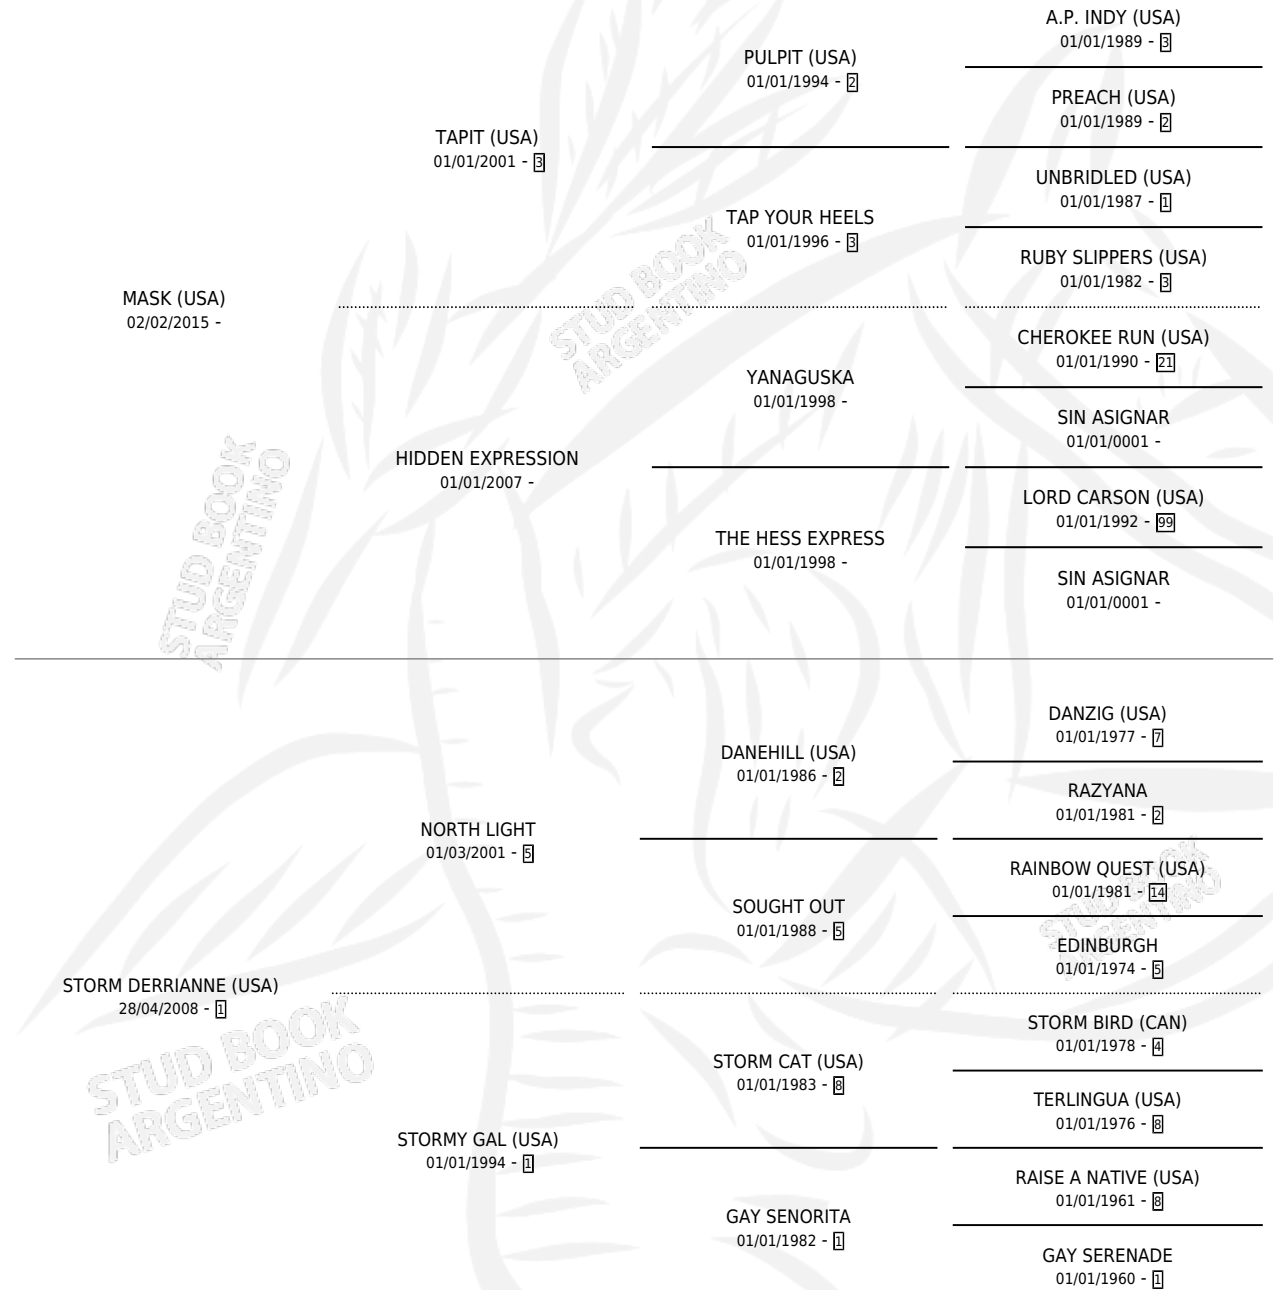 A.P. INDY (USA)
01/01/1989 - 3
PULPIT (USA)
01/01/1994 - 2
PREACH (USA)
01/01/1989 - 2
TAPIT (USA)
01/01/2001 - 3
UNBRIDLED (USA)
01/01/1987 - 1
TAP YOUR HEELS
01/01/1996 - 3
RUBY SLIPPERS (USA)
01/01/1982 - 3
MASK (USA)
02/02/2015 -
CHEROKEE RUN (USA)
01/01/1990 - 21
YANAGUSKA
01/01/1998 -
SIN ASIGNAR
01/01/0001 -
HIDDEN EXPRESSION
01/01/2007 -
LORD CARSON (USA)
01/01/1992 - 99
THE HESS EXPRESS
01/01/1998 -
SIN ASIGNAR
01/01/0001 -
STUD BOOK
ARGENTINO
STUD BOOK
ARGENTINO
DANZIG (USA)
01/01/1977 - 7
DANEHILL (USA)
01/01/1986 - 2
RAZYANA
01/01/1981 - 2
NORTH LIGHT
01/03/2001 - 5
RAINBOW QUEST (USA)
01/01/1981 - 14
SOUGHT OUT
01/01/1988 - 5
EDINBURGH
01/01/1974 - 5
STORM DERRIANNE (USA)
28/04/2008 - 1
STORM BIRD (CAN)
01/01/1978 - 4
STORM CAT (USA)
01/01/1983 - 8
TERLINGUA (USA)
01/01/1976 - 8
STORMY GAL (USA)
01/01/1994 - 1
RAISE A NATIVE (USA)
01/01/1961 - 8
GAY SENORITA
01/01/1982 - 1
GAY SERENADE
01/01/1960 - 1
STUD BOOK
ARGENTINO
STUD BOOK
ARGENTINO